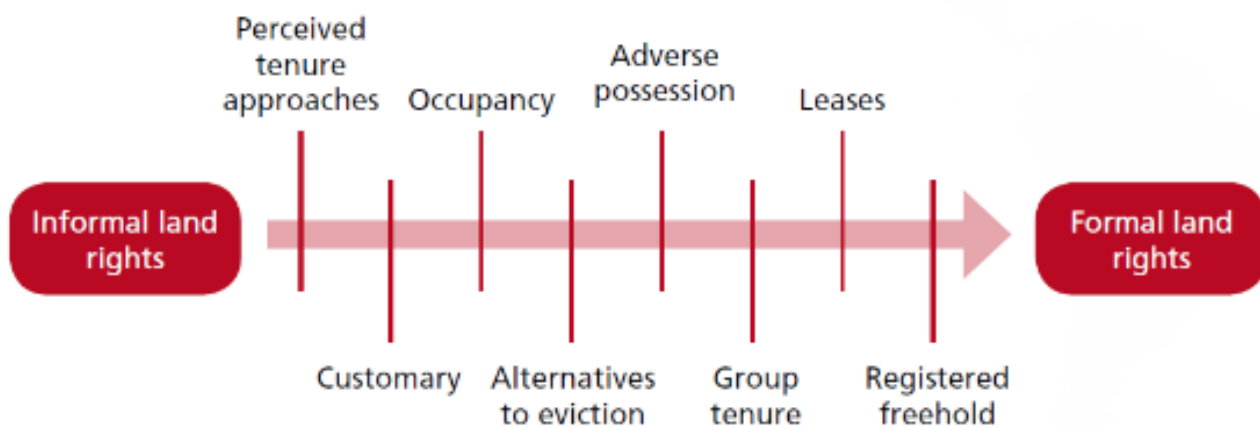 Perceived
tenure
approaches
Occupancy
Adverse
possession
Leases
Informal land
rights
Formal land
rights
Customary
Alternatives
to eviction
Group
tenure
Registered
freehold